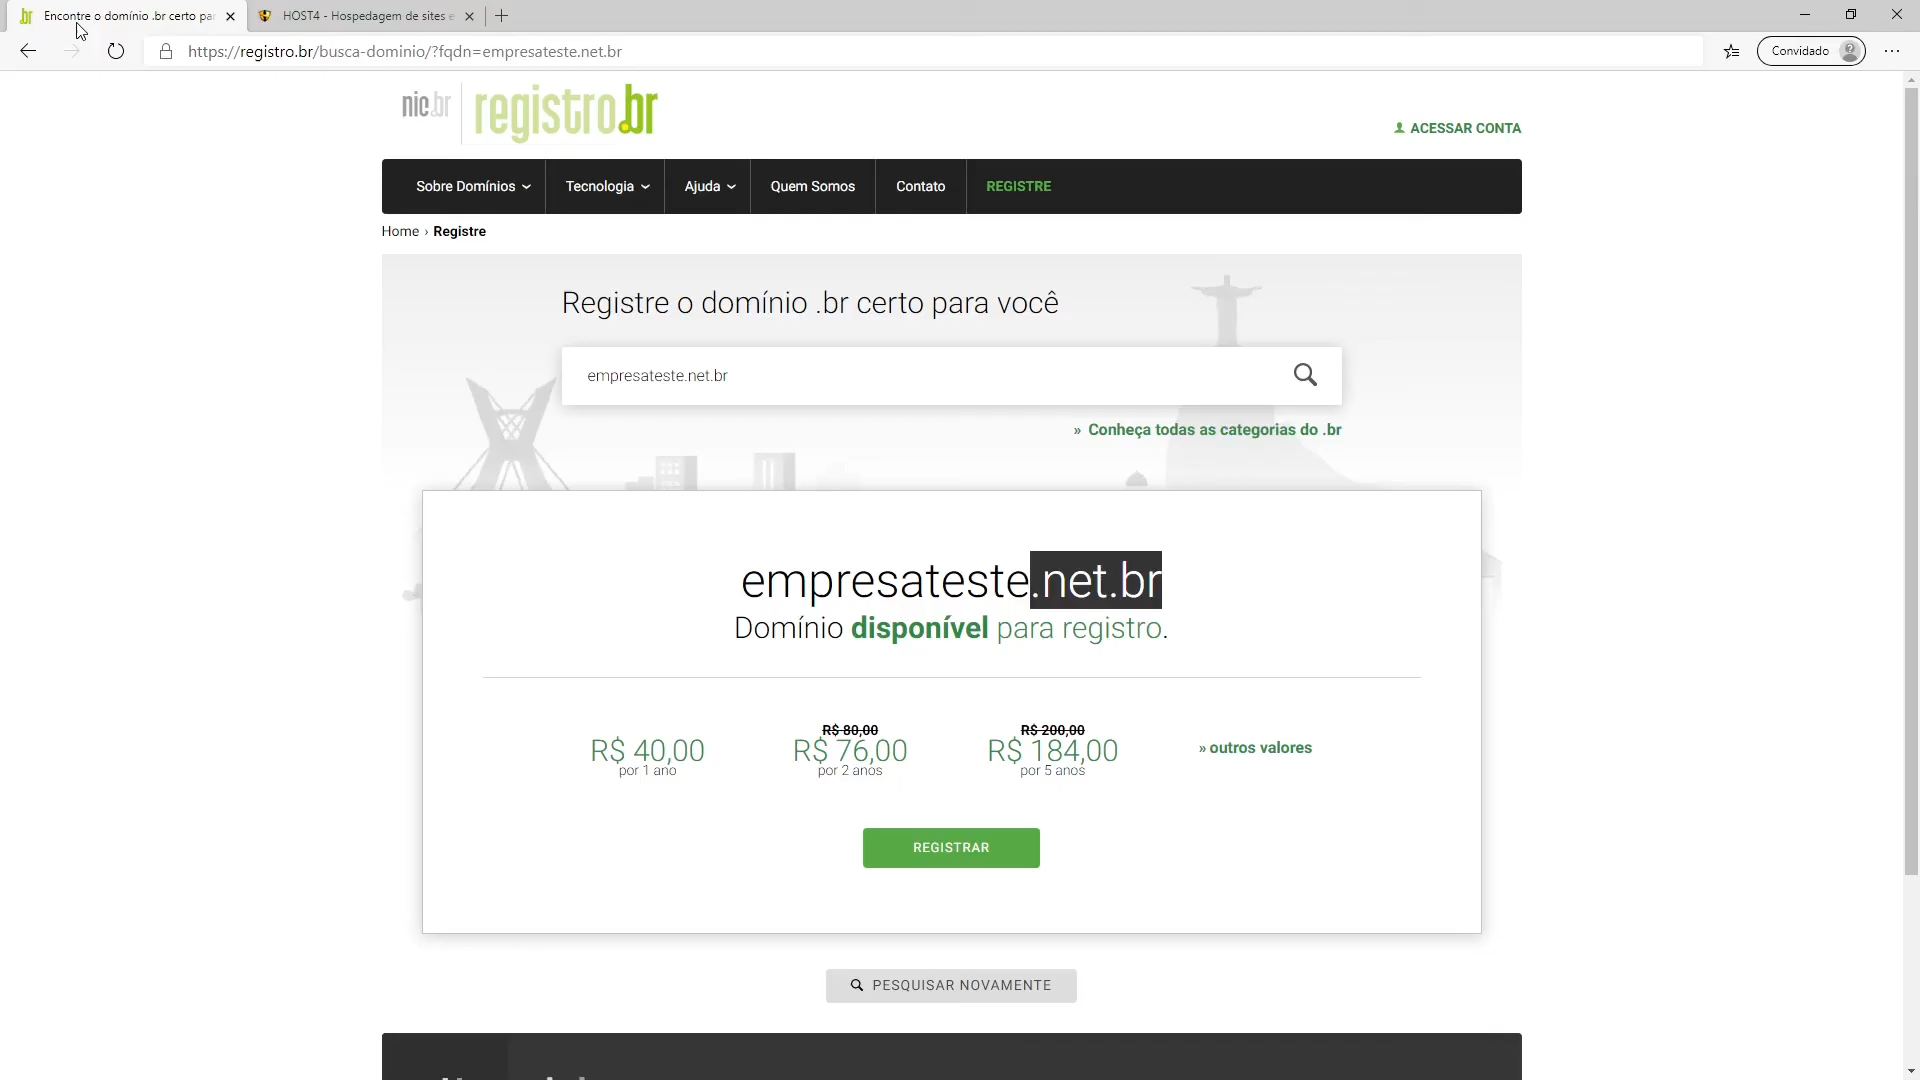 Encontre o domínio .br certo par
HOST4 - Hospedagem de sites e
https://registro.br/busca-dominio/?fqdn=empresateste.net.br
Convidado
nic.br
registro.br
ACESSAR CONTA
Sobre Domínios
Tecnologia
Ajuda
Quem Somos
Contato
REGISTRE
Home › Registre
Registre o domínio .br certo para você
empresateste.net.br
» Conheça todas as categorias do .br
empresateste.net.br
Domínio disponível para registro.
R$ 80,00
R$ 200,00
R$ 40,00
R$ 76,00
R$ 184,00
» outros valores
por 1 ano
por 2 anos
por 5 anos
REGISTRAR
PESQUISAR NOVAMENTE